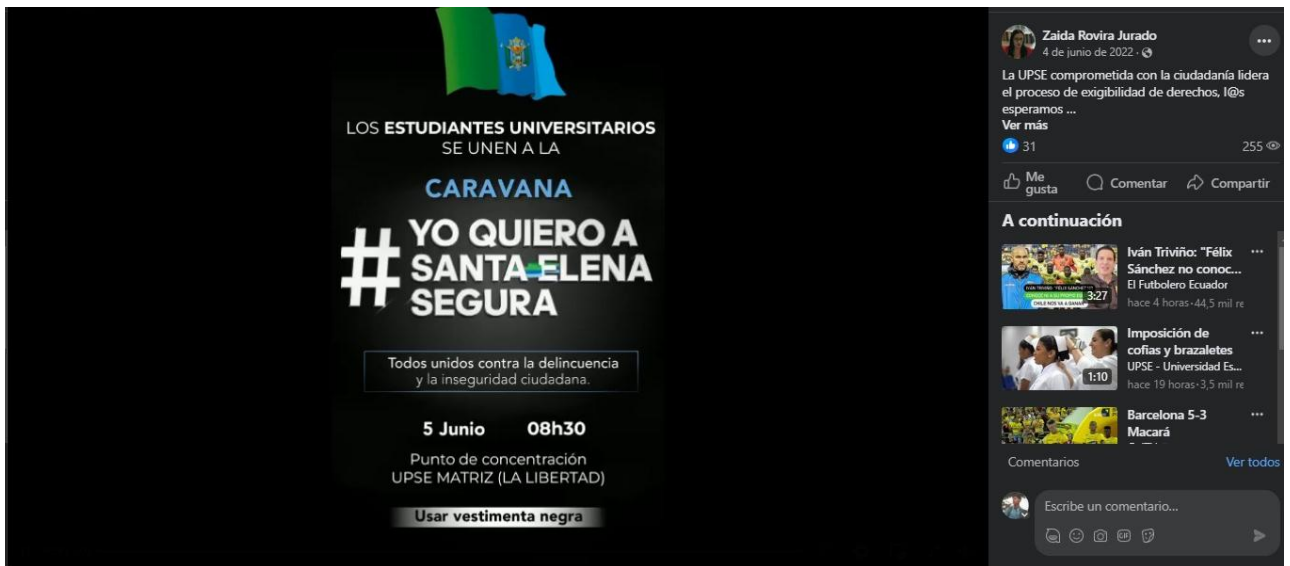 LOS ESTUDIANTES UNIVERSITARIOS
SE UNEN A LA
CARAVANA
# YO QUIERO A
SANTA ELENA
SEGURA
Todos unidos contra la delincuencia
y la inseguridad ciudadana.
5 Junio 08h30
Punto de concentración
UPSE MATRIZ (LA LIBERTAD)
Usar vestimenta negra
Zaida Rovira Jurado
4 de junio de 2022 ·
La UPSE comprometida con la ciudadanía lidera
el proceso de exigibilidad de derechos, l@s
esperamos ...
Ver más
31 255
Me gusta
Comentar
Compartir
A continuación
Iván Triviño: "Félix
Sánchez no conoc...
El Futbolero Ecuador
hace 4 horas·44,5 mil re
3:27
Imposición de
cofias y brazaletes
UPSE - Universidad Es...
hace 19 horas·3,5 mil re
1:10
Barcelona 5-3
Macará
Comentarios Ver todos
Escribe un comentario...
GIF